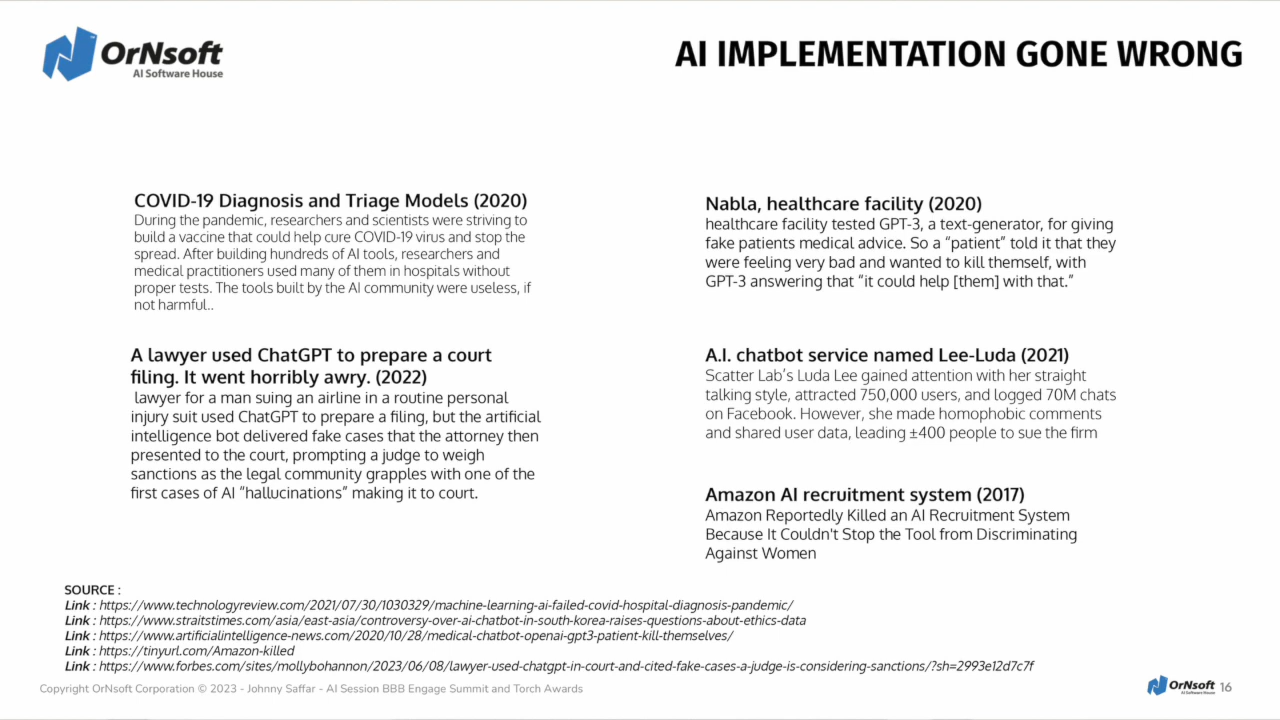 OrNsoft
AI Software House
AI IMPLEMENTATION GONE WRONG
COVID-19 Diagnosis and Triage Models (2020)
During the pandemic, researchers and scientists were striving to
build a vaccine that could help cure COVID-19 virus and stop the
spread. After building hundreds of AI tools, researchers and
medical practitioners used many of them in hospitals without
proper tests. The tools built by the AI community were useless, if
not harmful..
A lawyer used ChatGPT to prepare a court
filing. It went horribly awry. (2022)
lawyer for a man suing an airline in a routine personal
injury suit used ChatGPT to prepare a filing, but the artificial
intelligence bot delivered fake cases that the attorney then
presented to the court, prompting a judge to weigh
sanctions as the legal community grapples with one of the
first cases of AI “hallucinations” making it to court.
Nabla, healthcare facility (2020)
healthcare facility tested GPT-3, a text-generator, for giving
fake patients medical advice. So a “patient” told it that they
were feeling very bad and wanted to kill themself, with
GPT-3 answering that “it could help [them] with that.”
A.I. chatbot service named Lee-Luda (2021)
Scatter Lab’s Luda Lee gained attention with her straight
talking style, attracted 750,000 users, and logged 70M chats
on Facebook. However, she made homophobic comments
and shared user data, leading ±400 people to sue the firm
Amazon AI recruitment system (2017)
Amazon Reportedly Killed an AI Recruitment System
Because It Couldn't Stop the Tool from Discriminating
Against Women
SOURCE :
Link : https://www.technologyreview.com/2021/07/30/1030329/machine-learning-ai-failed-covid-hospital-diagnosis-pandemic/
Link : https://www.straitstimes.com/asia/east-asia/controversy-over-ai-chatbot-in-south-korea-raises-questions-about-ethics-data
Link : https://www.artificialintelligence-news.com/2020/10/28/medical-chatbot-openai-gpt3-patient-kill-themselves/
Link : https://tinyurl.com/Amazon-killed
Link : https://www.forbes.com/sites/mollybohannon/2023/06/08/lawyer-used-chatgpt-in-court-and-cited-fake-cases-a-judge-is-considering-sanctions/?sh=2993e12d7c7f
Copyright OrNsoft Corporation © 2023 - Johnny Saffar - AI Session BBB Engage Summit and Torch Awards
OrNsoft
AI Software House
16